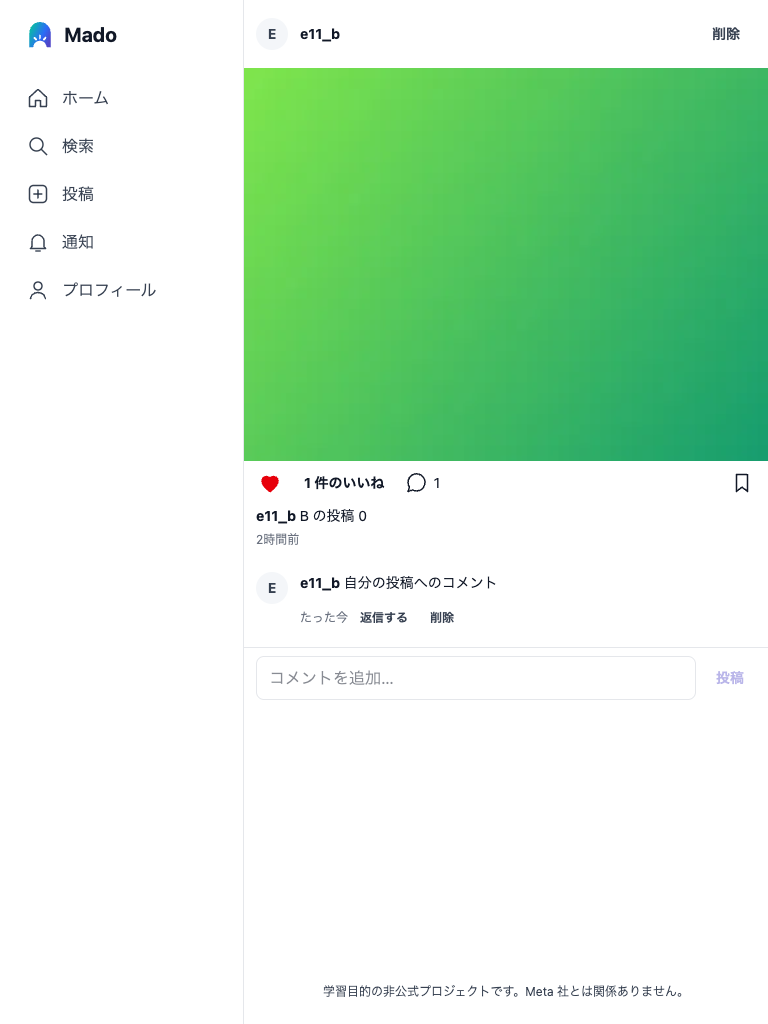 Mado
ホーム
検索
投稿
通知
プロフィール
E e11_b 削除
1 件のいいね 1
e11_b B の投稿 0
2時間前
E e11_b 自分の投稿へのコメント
たった今 返信する 削除
コメントを追加... 投稿
学習目的の非公式プロジェクトです。Meta 社とは関係ありません。